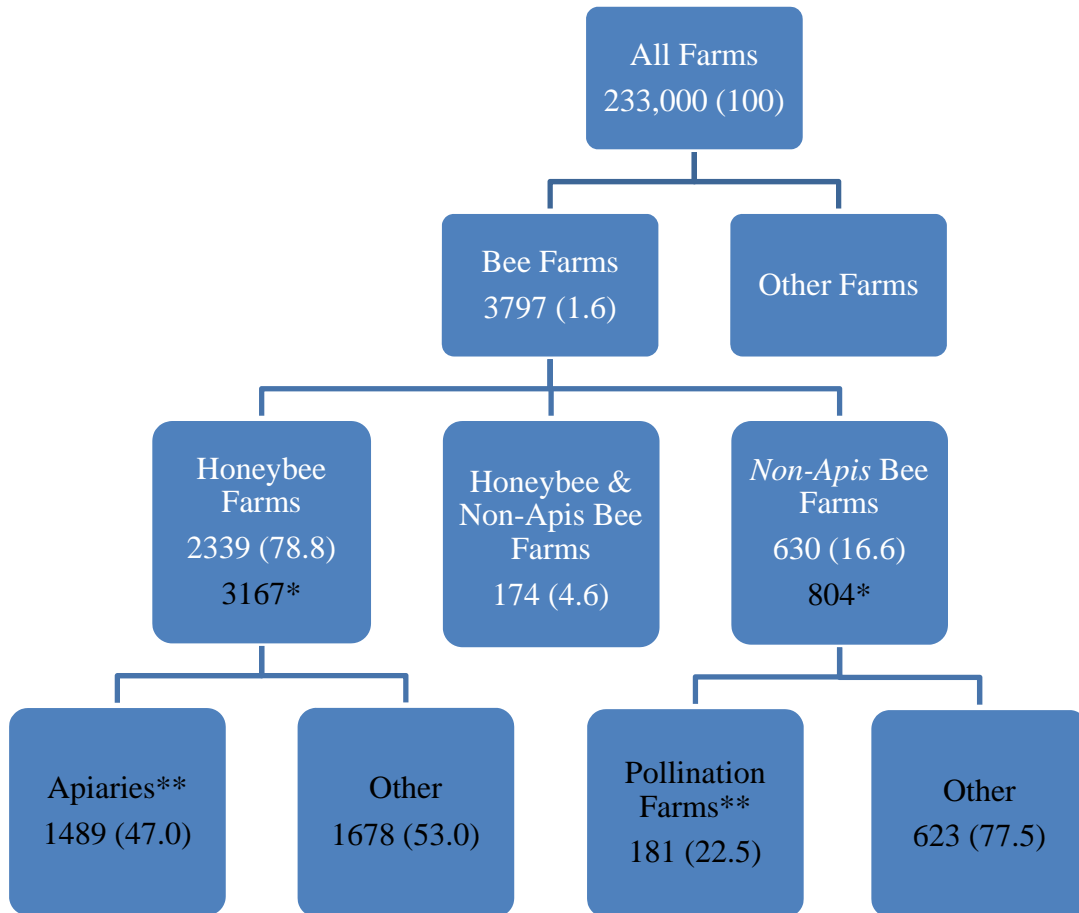 All Farms
233,000 (100)
Bee Farms
3797 (1.6)
Other Farms
Honeybee
Farms
2339 (78.8)
3167*
Honeybee &
Non-Apis Bee
Farms
174 (4.6)
Non-Apis Bee
Farms
630 (16.6)
804*
Apiaries**
1489 (47.0)
Other
1678 (53.0)
Pollination
Farms**
181 (22.5)
Other
623 (77.5)